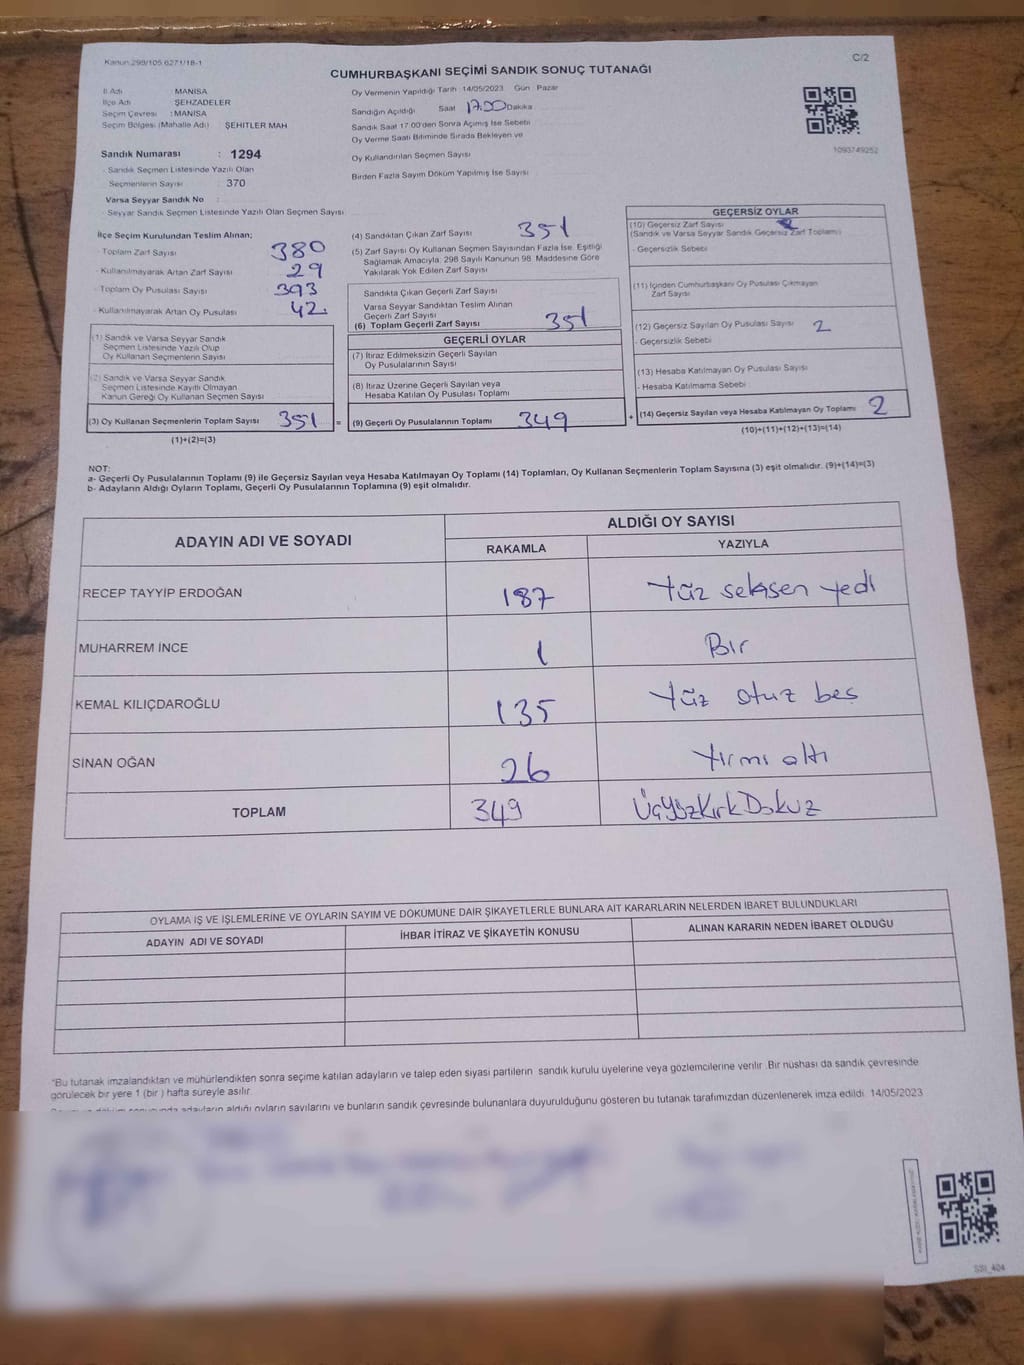 Kanun:299/105.6271/18-1
C/2
CUMHURBAŞKANI SEÇİMİ SANDIK SONUÇ TUTANAĞI
İl Adı : MANİSA
İlçe Adı : ŞEHZADELER
Seçim Çevresi : MANİSA
Seçim Bölgesi (Mahalle Adı) : ŞEHİTLER MAH
Sandık Numarası : 1294
- Sandık Seçmen Listesinde Yazılı Olan
Seçmenlerin Sayısı : 370
Varsa Seyyar Sandık No :
- Seyyar Sandık Seçmen Listesinde Yazılı Olan Seçmen Sayısı
Oy Vermenin Yapıldığı Tarih : 14/05/2023 Gün : Pazar
Sandığın Açıldığı Saat 17.00 Dakika
Sandık Saat 17:00'den Sonra Açılmış İse Sebebi
Oy Verme Saati Bitiminde Sırada Bekleyen ve
Oy Kullandırılan Seçmen Sayısı
Birden Fazla Sayım Döküm Yapılmış İse Sayısı
1093749252
İlçe Seçim Kurulundan Teslim Alınan;
- Toplam Zarf Sayısı 380
- Kullanılmayarak Artan Zarf Sayısı 29
- Toplam Oy Pusulası Sayısı 393
- Kullanılmayarak Artan Oy Pusulası 42.
(1) Sandık ve Varsa Seyyar Sandık
Seçmen Listesinde Yazılı Olup
Oy Kullanan Seçmenlerin Sayısı
(2) Sandık ve Varsa Seyyar Sandık
Seçmen Listesinde Kayıtlı Olmayan
Kanun Gereği Oy Kullanan Seçmen Sayısı
(3) Oy Kullanan Seçmenlerin Toplam Sayısı 351 =
(1)+(2)=(3)
(4) Sandıktan Çıkan Zarf Sayısı 351
(5) Zarf Sayısı Oy Kullanan Seçmen Sayısından Fazla İse, Eşitliği
Sağlamak Amacıyla; 298 Sayılı Kanunun 98. Maddesine Göre
Yakılarak Yok Edilen Zarf Sayısı
Sandıkta Çıkan Geçerli Zarf Sayısı
Varsa Seyyar Sandıktan Teslim Alınan
Geçerli Zarf Sayısı
(6) Toplam Geçerli Zarf Sayısı 351
GEÇERLİ OYLAR
(7) İtiraz Edilmeksizin Geçerli Sayılan
Oy Pusulalarının Sayısı
(8) İtiraz Üzerine Geçerli Sayılan veya
Hesaba Katılan Oy Pusulası Toplamı
(9) Geçerli Oy Pusulalarının Toplamı 349 +
GEÇERSİZ OYLAR
(10) Geçersiz Zarf Sayısı
(Sandık ve Varsa Seyyar Sandık Geçersiz Zarf Toplamı)
- Geçersizlik Sebebi
(11) İçinden Cumhurbaşkanı Oy Pusulası Çıkmayan
Zarf Sayısı
(12) Geçersiz Sayılan Oy Pusulası Sayısı 2
- Geçersizlik Sebebi
(13) Hesaba Katılmayan Oy Pusulası Sayısı
- Hesaba Katılmama Sebebi
(14) Geçersiz Sayılan veya Hesaba Katılmayan Oy Toplamı 2
(10)+(11)+(12)+(13)=(14)
NOT:
a- Geçerli Oy Pusulalarının Toplamı (9) ile Geçersiz Sayılan veya Hesaba Katılmayan Oy Toplamı (14) Toplamları, Oy Kullanan Seçmenlerin Toplam Sayısına (3) eşit olmalıdır. (9)+(14)=(3)
b- Adayların Aldığı Oyların Toplamı, Geçerli Oy Pusulalarının Toplamına (9) eşit olmalıdır.
ADAYIN ADI VE SOYADI
ALDIĞI OY SAYISI
RAKAMLA YAZIYLA
RECEP TAYYİP ERDOĞAN 187 Yüz seksen yedi
MUHARREM İNCE 1 Bir
KEMAL KILIÇDAROĞLU 135 Yüz otuz beş
SİNAN OĞAN 26 Yirmi altı
TOPLAM 349 ÜçYüzKırkDokuz
OYLAMA İŞ VE İŞLEMLERİNE VE OYLARIN SAYIM VE DÖKÜMÜNE DAİR ŞİKAYETLERLE BUNLARA AİT KARARLARIN NELERDEN İBARET BULUNDUKLARI
ADAYIN ADI VE SOYADI İHBAR İTİRAZ VE ŞİKAYETİN KONUSU ALINAN KARARIN NEDEN İBARET OLDUĞU
"Bu tutanak imzalandıktan ve mühürlendikten sonra seçime katılan adayların ve talep eden siyasi partilerin sandık kurulu üyelerine veya gözlemcilerine verilir. Bir nüshası da sandık çevresinde
görülecek bir yere 1 (bir) hafta süreyle asılır.
adayların aldığı oyların sayılarını ve bunların sandık çevresinde bulunanlara duyurulduğunu gösteren bu tutanak tarafımızdan düzenlenerek imza edildi. 14/05/2023
SSI_404